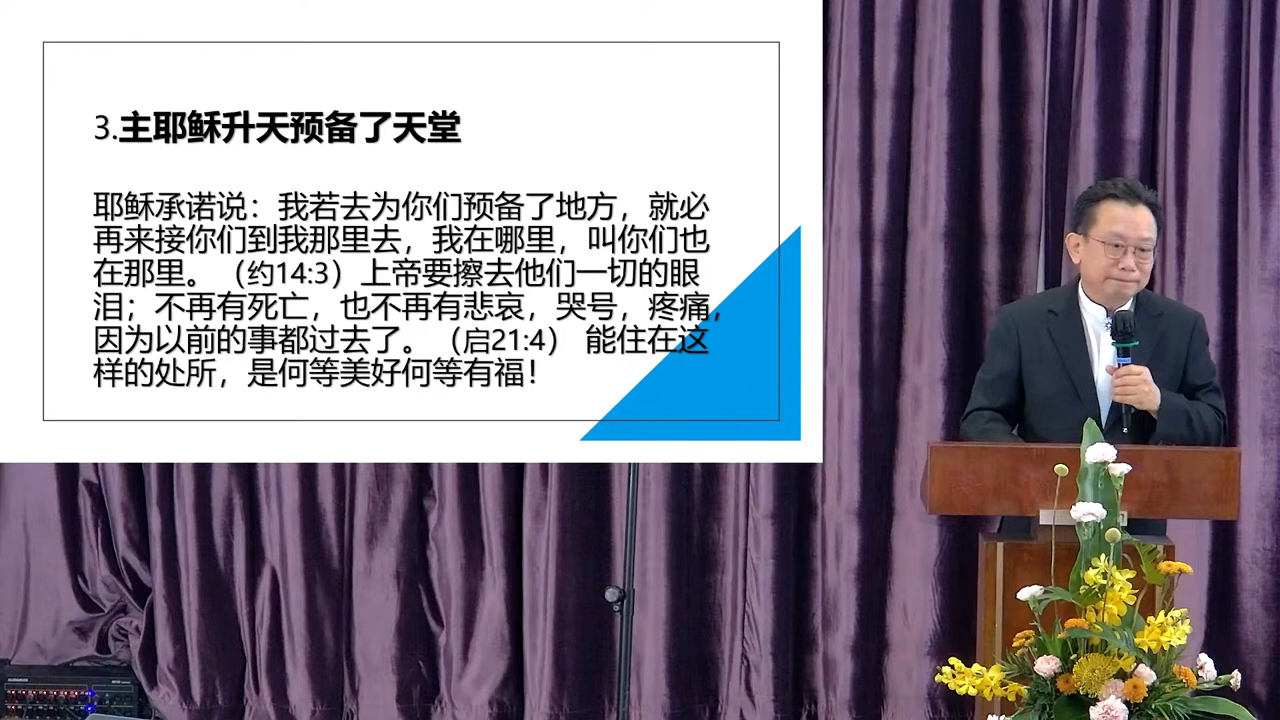 3.主耶稣升天预备了天堂
耶稣承诺说：我若去为你们预备了地方，就必
再来接你们到我那里去，我在哪里，叫你们也
在那里。（约14:3）上帝要擦去他们一切的眼
泪；不再有死亡，也不再有悲哀，哭号，疼痛，
因为以前的事都过去了。（启21:4） 能住在这
样的处所，是何等美好何等有福！